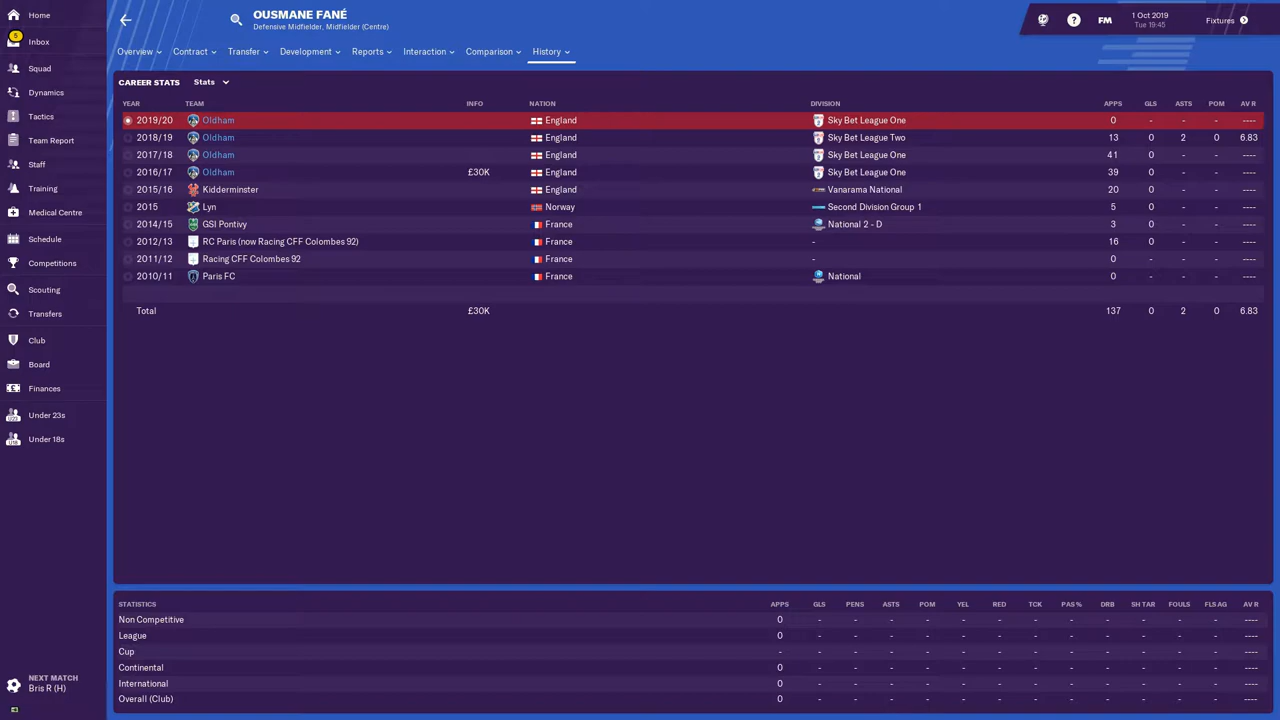 OUSMANE FANÉ
Defensive Midfielder, Midfielder (Centre)
FM
1 Oct 2019
Tue 19:45
Fixtures
Overview Contract Transfer Development Reports Interaction Comparison History
Home
5
Inbox
Squad
Dynamics
Tactics
Team Report
Staff
Training
Medical Centre
Schedule
Competitions
Scouting
Transfers
Club
Board
Finances
Under 23s
Under 18s
NEXT MATCH
Bris R (H)
CAREER STATS Stats
YEAR TEAM INFO NATION DIVISION APPS GLS ASTS POM AV R
2019/20 Oldham England Sky Bet League One 0 - - - ----
2018/19 Oldham England Sky Bet League Two 13 0 2 0 6.83
2017/18 Oldham England Sky Bet League One 41 0 - - ----
2016/17 Oldham £30K England Sky Bet League One 39 0 - - ----
2015/16 Kidderminster England Vanarama National 20 0 - - ----
2015 Lyn Norway Second Division Group 1 5 0 - - ----
2014/15 GSI Pontivy France National 2 - D 3 0 - - ----
2012/13 RC Paris (now Racing CFF Colombes 92) France - 16 0 - - ----
2011/12 Racing CFF Colombes 92 France - 0 0 - - ----
2010/11 Paris FC France National 0 0 - - ----
Total £30K 137 0 2 0 6.83
STATISTICS APPS GLS PENS ASTS POM YEL RED TCK PAS % DRB SH TAR FOULS FLS AG AV R
Non Competitive 0 - - - - - - - - - - - - ----
League 0 - - - - - - - - - - - - ----
Cup - - - - - - - - - - - - - ----
Continental 0 - - - - - - - - - - - - ----
International 0 - - - - - - - - - - - - ----
Overall (Club) 0 - - - - - - - - - - - - ----